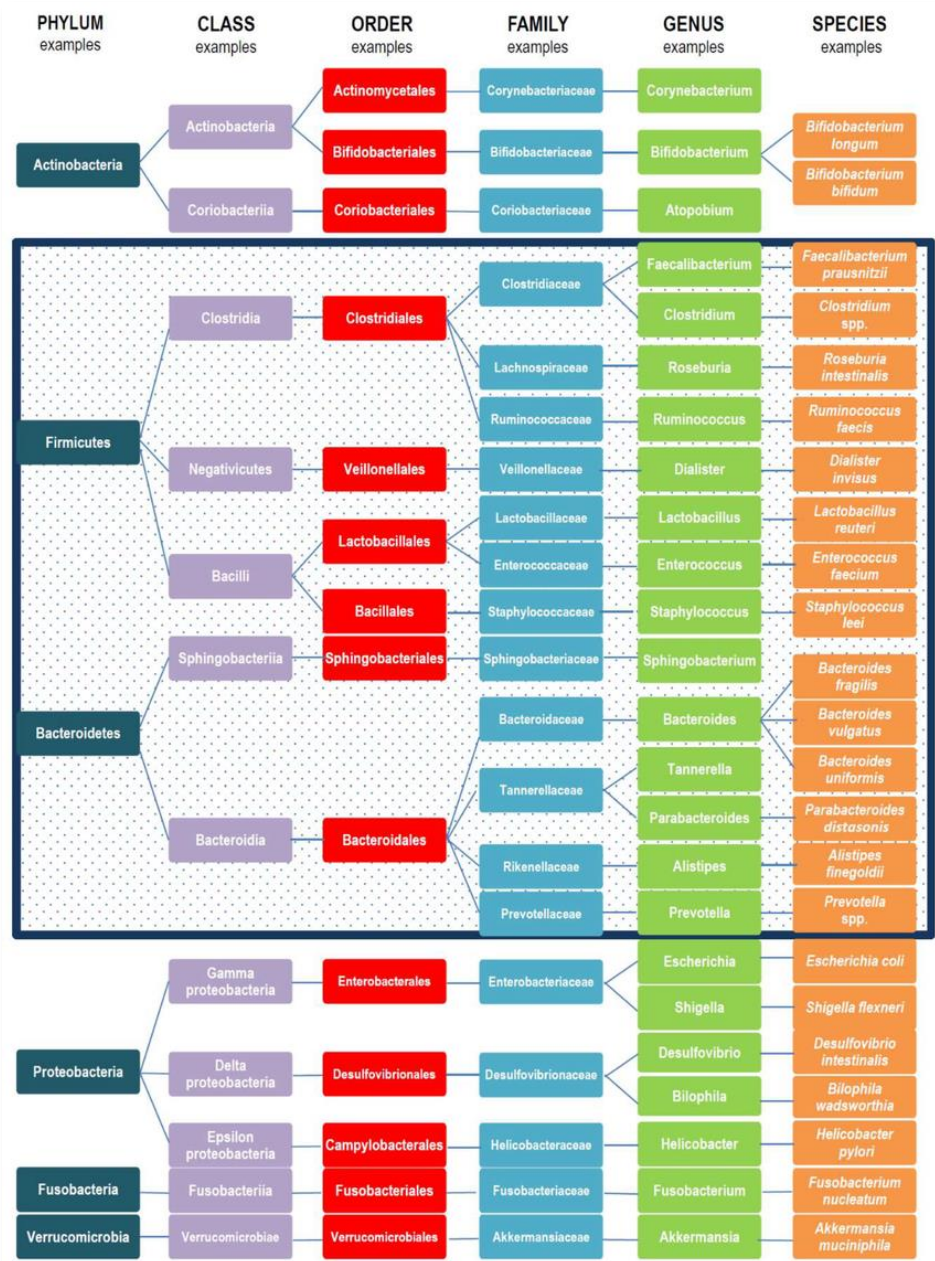 PHYLUM
examples
CLASS
examples
ORDER
examples
FAMILY
examples
GENUS
examples
SPECIES
examples
Actinobacteria
Actinobacteria
Actinomycetales
Corynebacteriaceae
Corynebacterium
Bifidobacteriales
Bifidobacteriaceae
Bifidobacterium
Bifidobacterium
longum
Bifidobacterium
bifidum
Coriobacteriia
Coriobacteriales
Coriobacteriaceae
Atopobium
Firmicutes
Clostridia
Clostridiales
Clostridiaceae
Faecalibacterium
Faecalibacterium
prausnitzii
Clostridium
Clostridium
spp.
Lachnospiraceae
Roseburia
Roseburia
intestinalis
Ruminococcaceae
Ruminococcus
Ruminococcus
faecis
Negativicutes
Veillonellales
Veillonellaceae
Dialister
Dialister
invisus
Bacilli
Lactobacillales
Lactobacillaceae
Lactobacillus
Lactobacillus
reuteri
Enterococcaceae
Enterococcus
Enterococcus
faecium
Bacillales
Staphylococcaceae
Staphylococcus
Staphylococcus
leei
Bacteroidetes
Sphingobacteriia
Sphingobacteriales
Sphingobacteriaceae
Sphingobacterium
Bacteroidia
Bacteroidales
Bacteroidaceae
Bacteroides
Bacteroides
fragilis
Bacteroides
vulgatus
Bacteroides
uniformis
Tannerellaceae
Tannerella
Parabacteroides
Parabacteroides
distasonis
Rikenellaceae
Alistipes
Alistipes
finegoldii
Prevotellaceae
Prevotella
Prevotella
spp.
Proteobacteria
Gamma
proteobacteria
Enterobacterales
Enterobacteriaceae
Escherichia
Escherichia coli
Shigella
Shigella flexneri
Delta
proteobacteria
Desulfovibrionales
Desulfovibrionaceae
Desulfovibrio
Desulfovibrio
intestinalis
Bilophila
Bilophila
wadsworthia
Epsilon
proteobacteria
Campylobacterales
Helicobacteraceae
Helicobacter
Helicobacter
pylori
Fusobacteria
Fusobacteriia
Fusobacteriales
Fusobacteriaceae
Fusobacterium
Fusobacterium
nucleatum
Verrucomicrobia
Verrucomicrobiae
Verrucomicrobiales
Akkermansiaceae
Akkermansia
Akkermansia
muciniphila